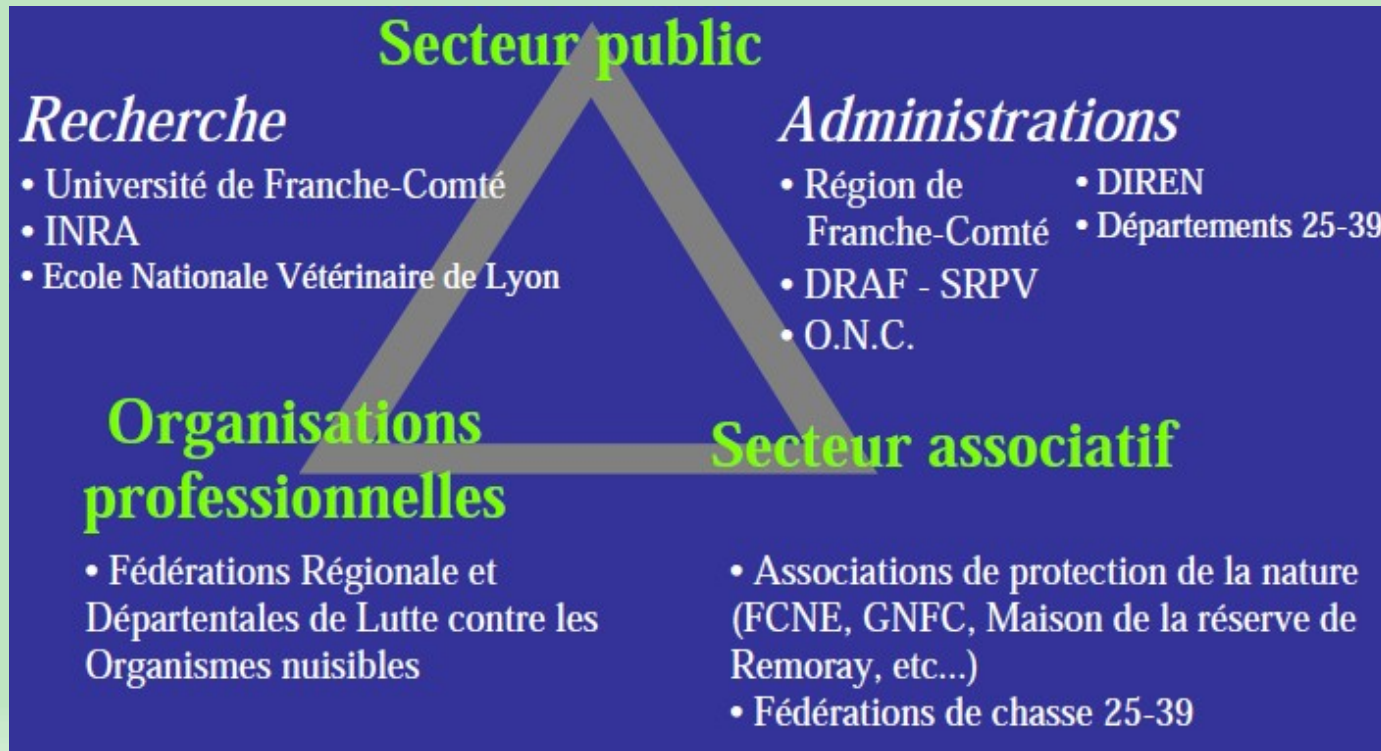 Secteur public
Recherche
• Université de Franche-Comté
• INRA
• Ecole Nationale Vétérinaire de Lyon
Administrations
• Région de
Franche-Comté
• DRAF - SRPV
• O.N.C.
• DIREN
• Départements 25-39
Organisations
professionnelles
• Fédérations Régionale et
Départentales de Lutte contre les
Organismes nuisibles
Secteur associatif
• Associations de protection de la nature
(FCNE, GNFC, Maison de la réserve de
Remoray, etc...)
• Fédérations de chasse 25-39